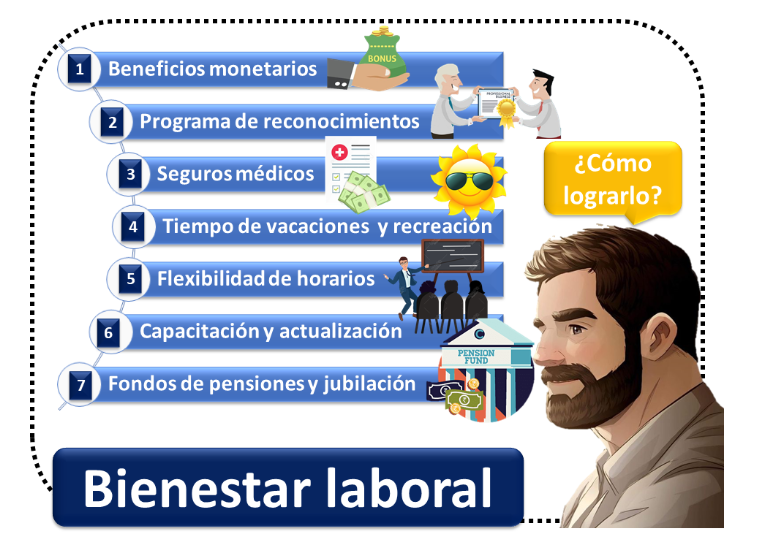 1 Beneficios monetarios
BONUS
2 Programa de reconocimientos
3 Seguros médicos
4 Tiempo de vacaciones y recreación
5 Flexibilidad de horarios
6 Capacitación y actualización
PENSION
FUND
7 Fondos de pensiones y jubilación
¿Cómo
lograrlo?
Bienestar laboral